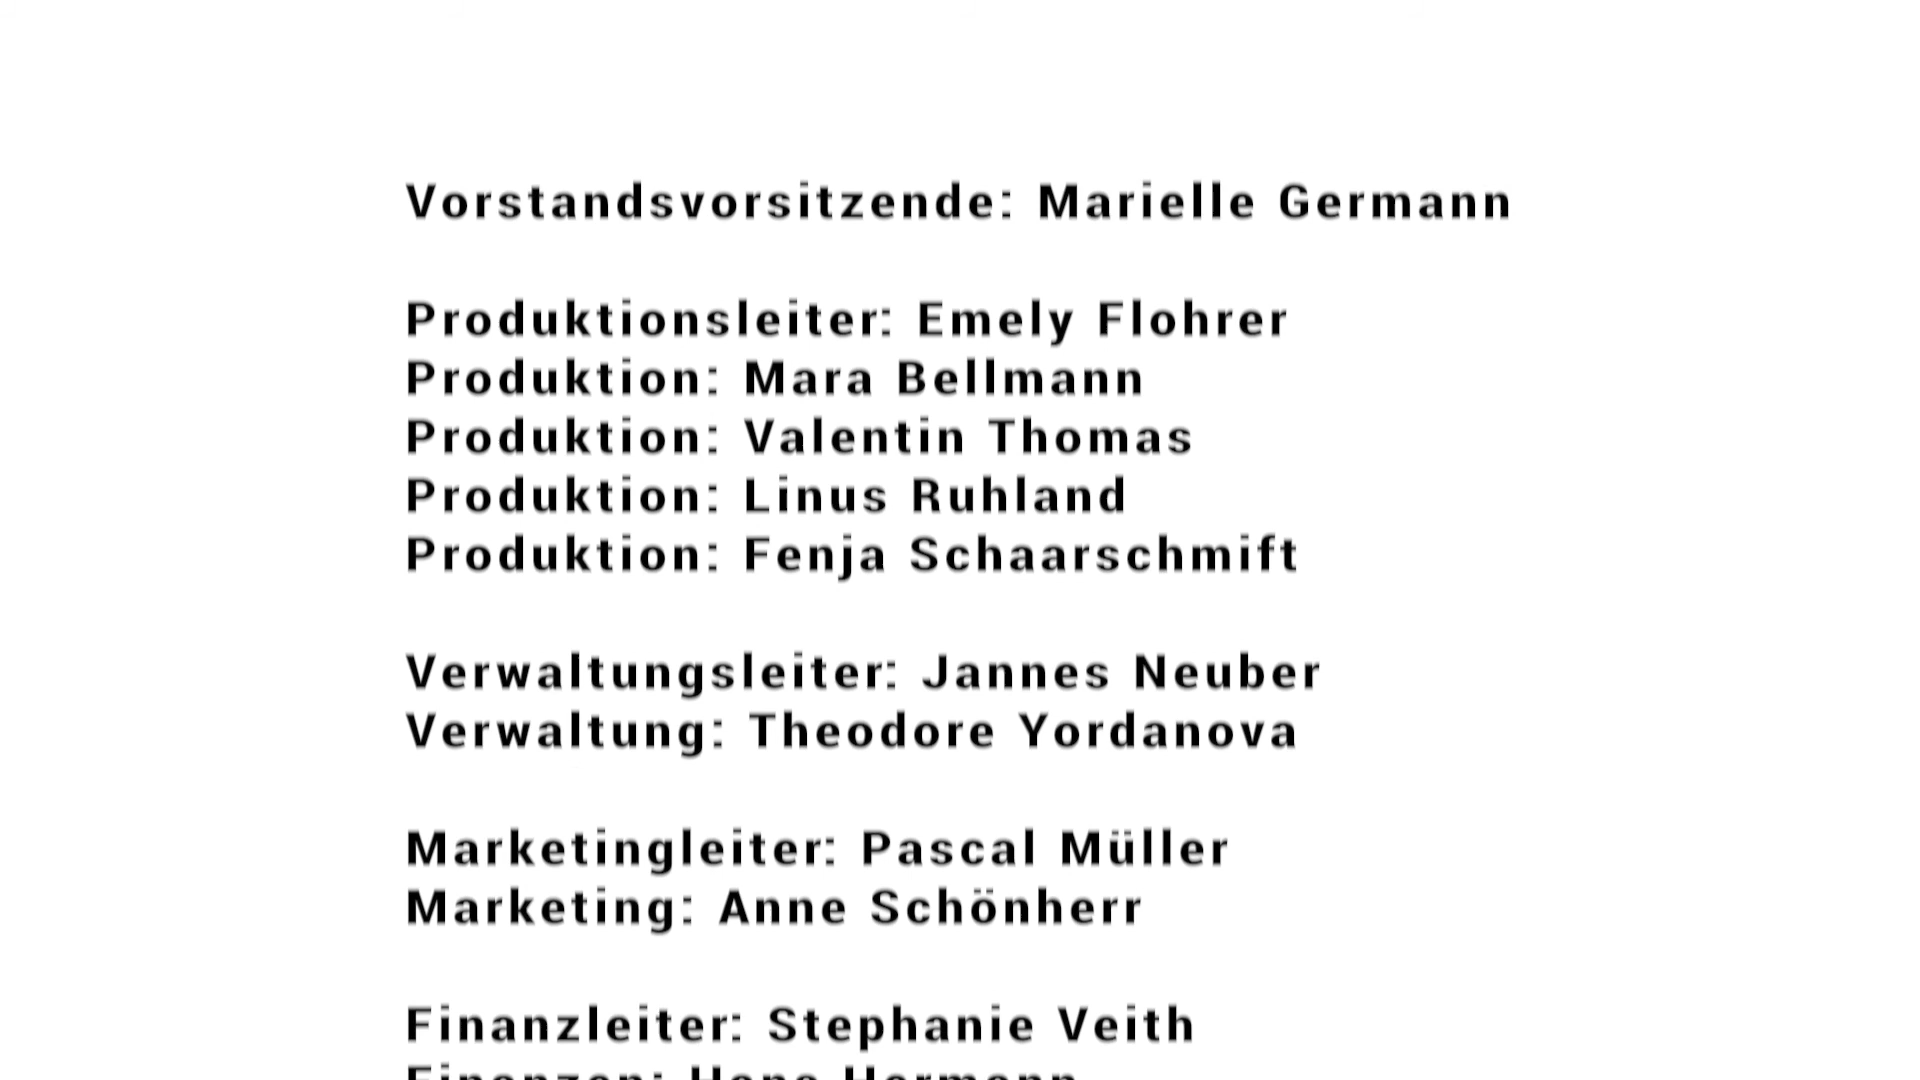 Vorstandsvorsitzende: Marielle Germann
Produktionsleiter: Emely Flohrer
Produktion: Mara Bellmann
Produktion: Valentin Thomas
Produktion: Linus Ruhland
Produktion: Fenja Schaarschmift
Verwaltungsleiter: Jannes Neuber
Verwaltung: Theodore Yordanova
Marketingleiter: Pascal Müller
Marketing: Anne Schönherr
Finanzleiter: Stephanie Veith
Finanzen: